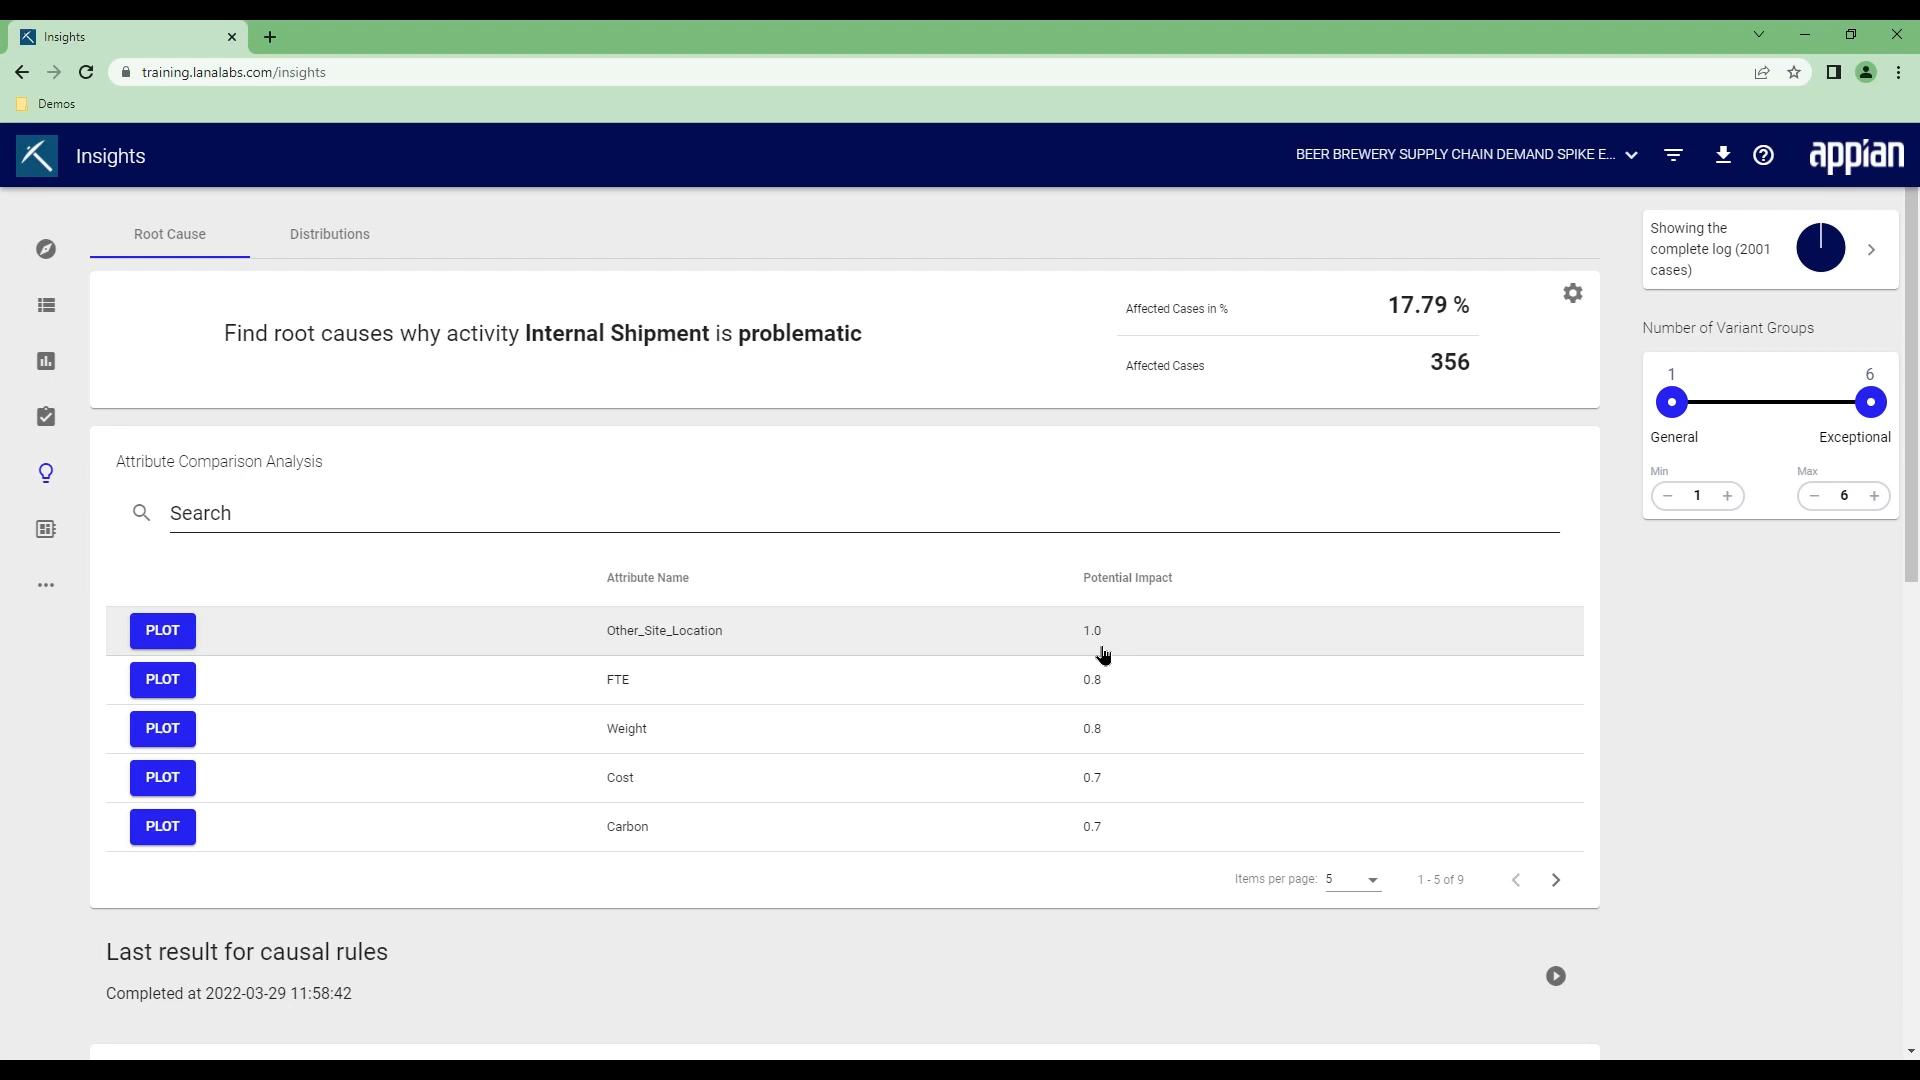 Insights
training.lanalabs.com/insights
Demos
Insights
BEER BREWERY SUPPLY CHAIN DEMAND SPIKE E...
appian
Root Cause
Distributions
Find root causes why activity Internal Shipment is problematic
Affected Cases in %
17.79 %
Affected Cases
356
Showing the
complete log (2001
cases)
Number of Variant Groups
1
6
General
Exceptional
Min
Max
− 1 +
− 6 +
Attribute Comparison Analysis
Search
Attribute Name
Potential Impact
PLOT
Other_Site_Location
1.0
PLOT
FTE
0.8
PLOT
Weight
0.8
PLOT
Cost
0.7
PLOT
Carbon
0.7
Items per page: 5
1 - 5 of 9
Last result for causal rules
Completed at 2022-03-29 11:58:42